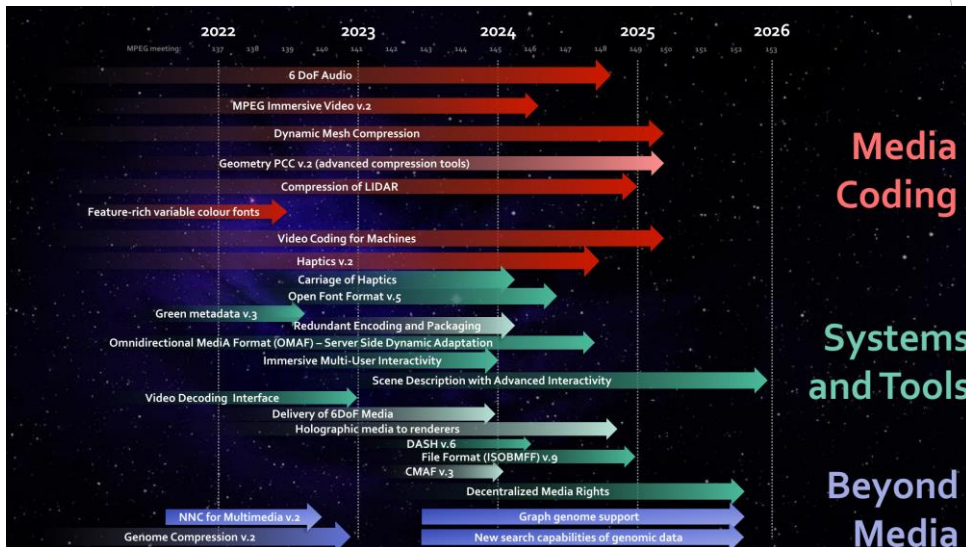 2022 2023 2024 2025 2026
MPEG meeting: 137 138 139 140 141 142 143 144 145 146 147 148 149 150 151 152 153
6 DoF Audio
MPEG Immersive Video v.2
Dynamic Mesh Compression
Media
Geometry PCC v.2 (advanced compression tools)
Coding
Compression of LIDAR
Feature-rich variable colour fonts
Video Coding for Machines
Haptics v.2
Carriage of Haptics
Open Font Format v.5
Green metadata v.3
Redundant Encoding and Packaging
Systems
Omnidirectional MediA Format (OMAF) – Server Side Dynamic Adaptation
Immersive Multi-User Interactivity
and Tools
Scene Description with Advanced Interactivity
Video Decoding Interface
Delivery of 6DoF Media
Holographic media to renderers
DASH v.6
File Format (ISOBMFF) v.9
CMAF v.3
Beyond
Decentralized Media Rights
NNC for Multimedia v.2 Graph genome support
Media
Genome Compression v.2 New search capabilities of genomic data